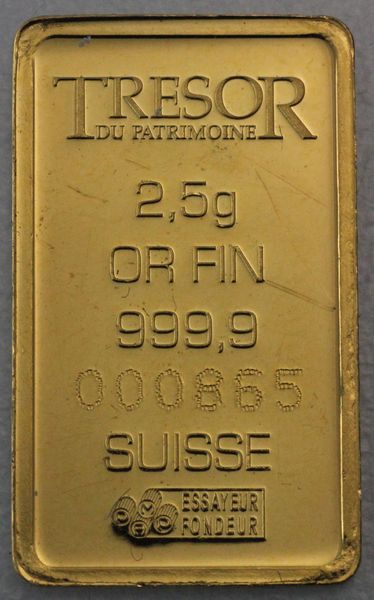 TRESOR
DU PATRIMOINE
2,5g
OR FIN
999,9
000865
SUISSE
ESSAYEUR
FONDEUR